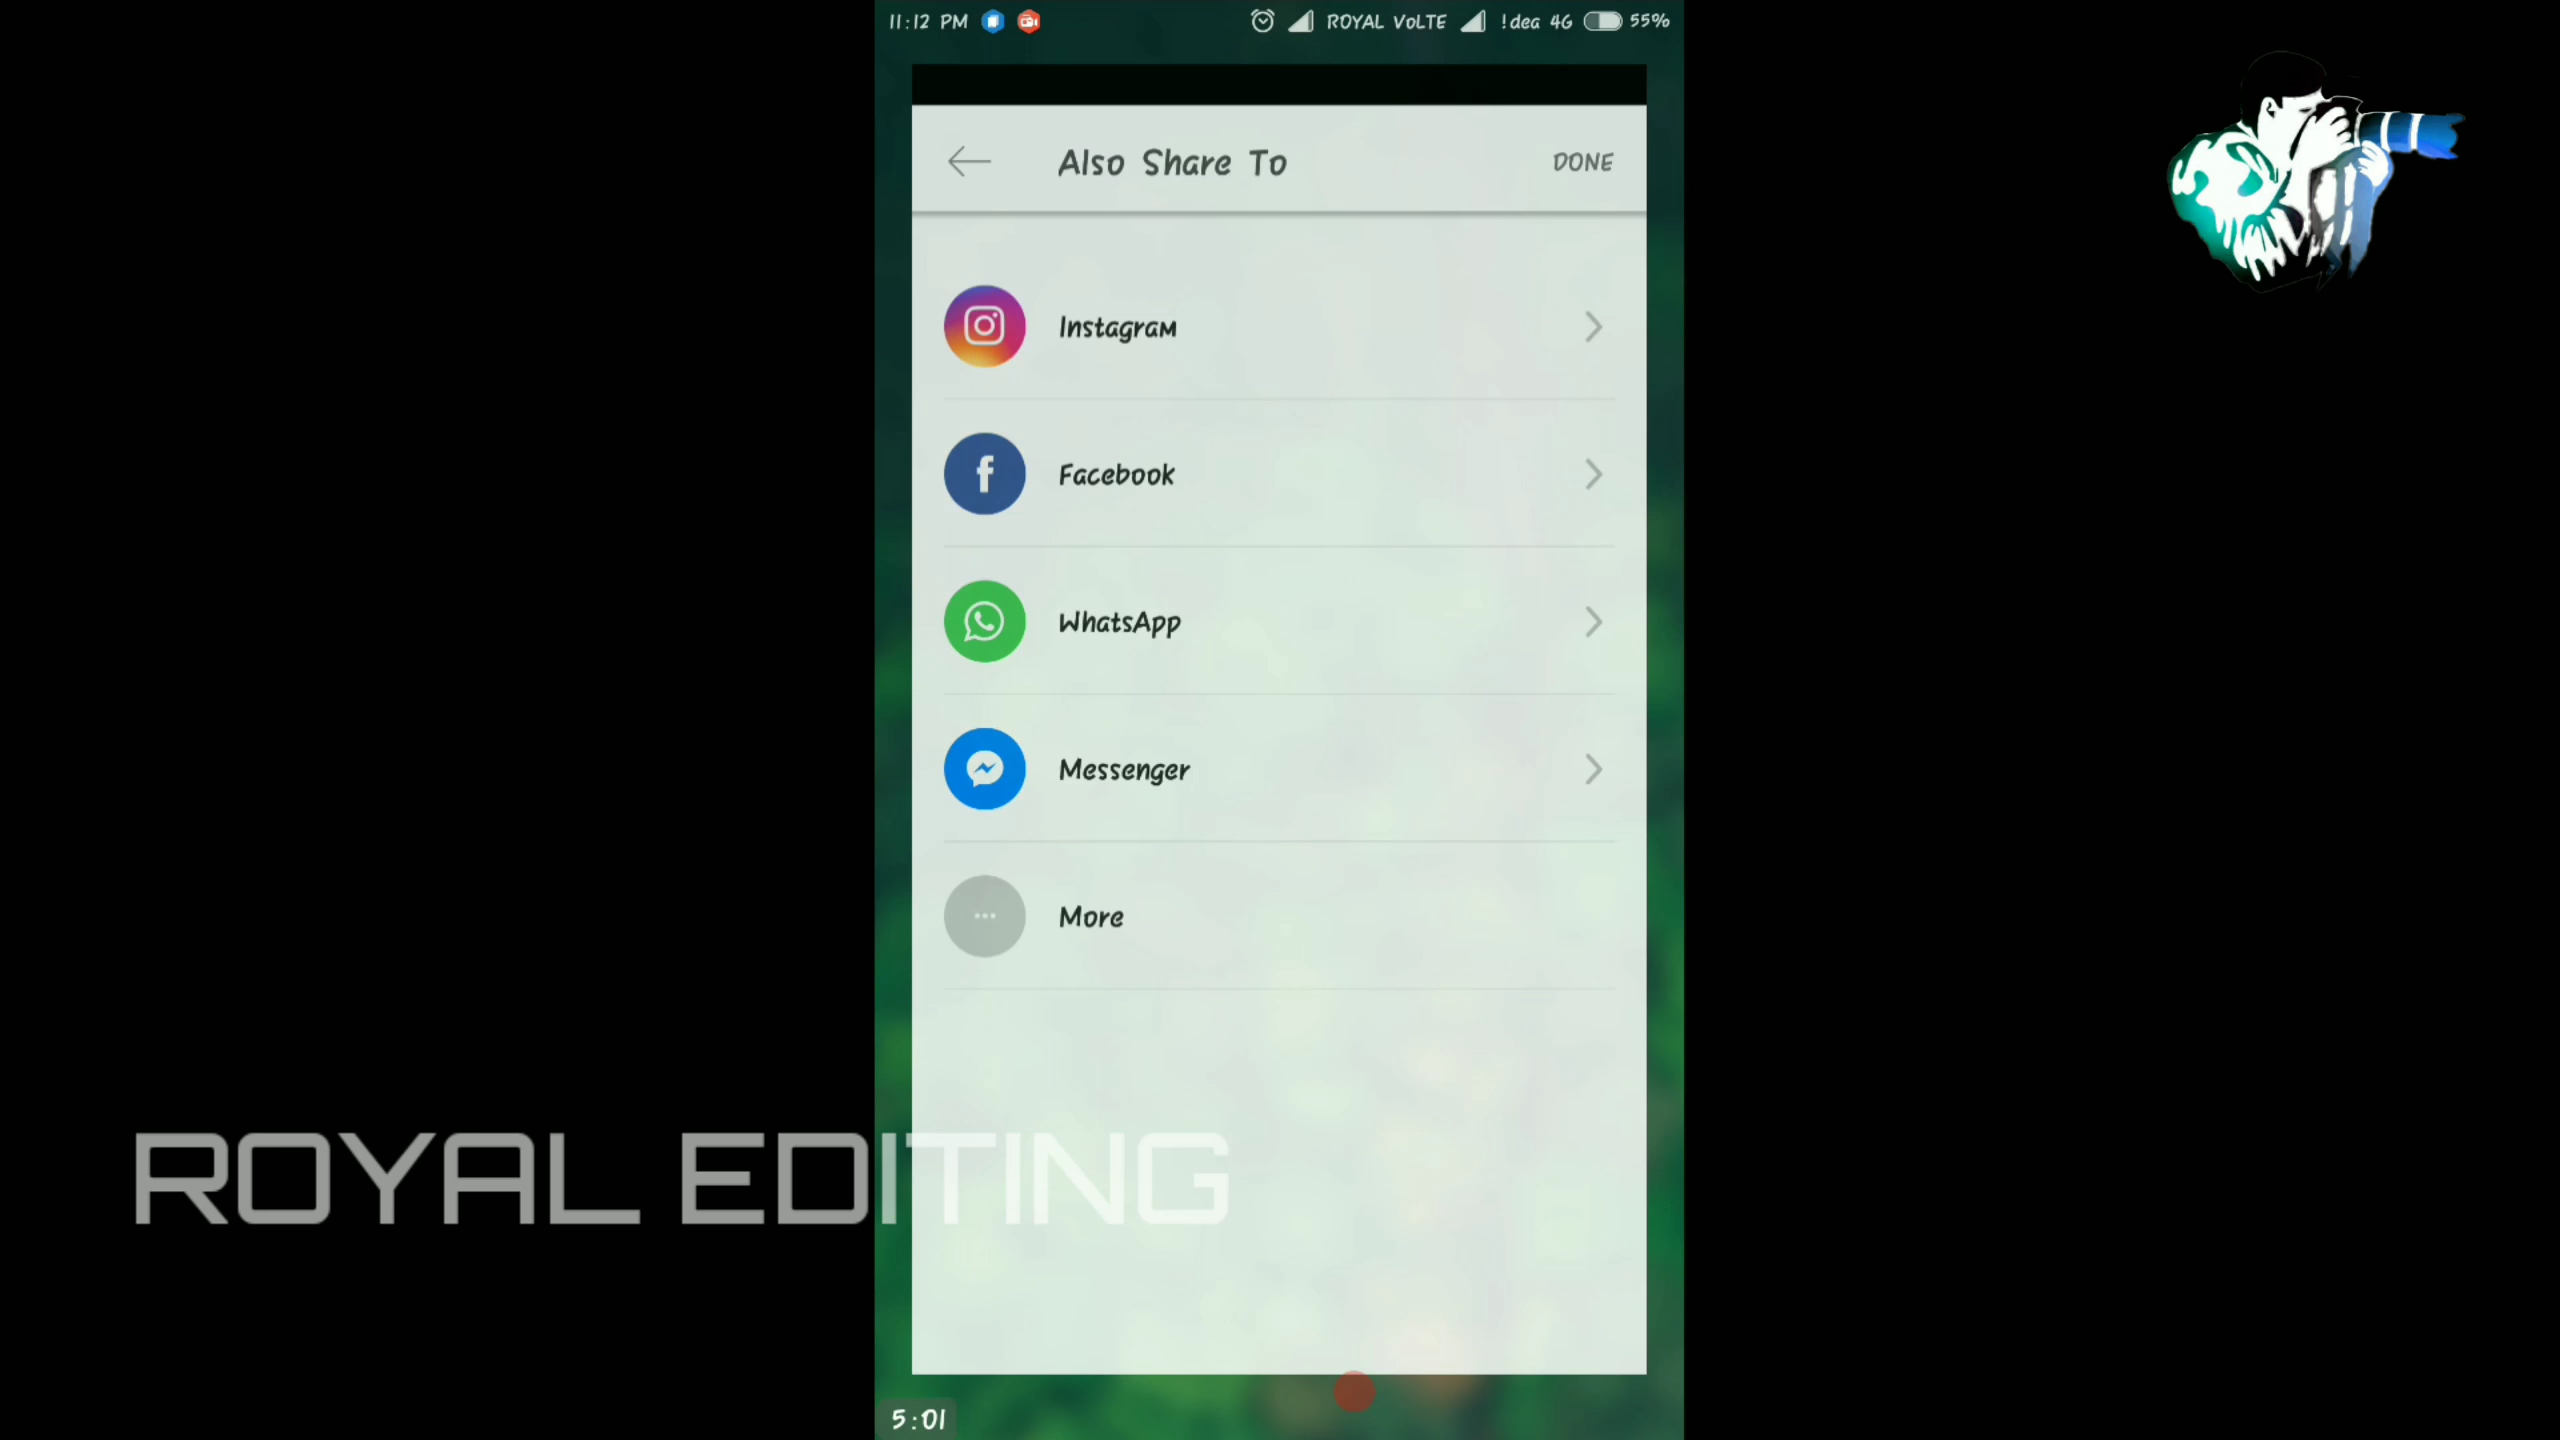 11:12 PM ROYAL VoLTE !dea 4G 55%
Also Share To DONE
Instagram
Facebook
WhatsApp
Messenger
More
ROYAL EDITING
5:01